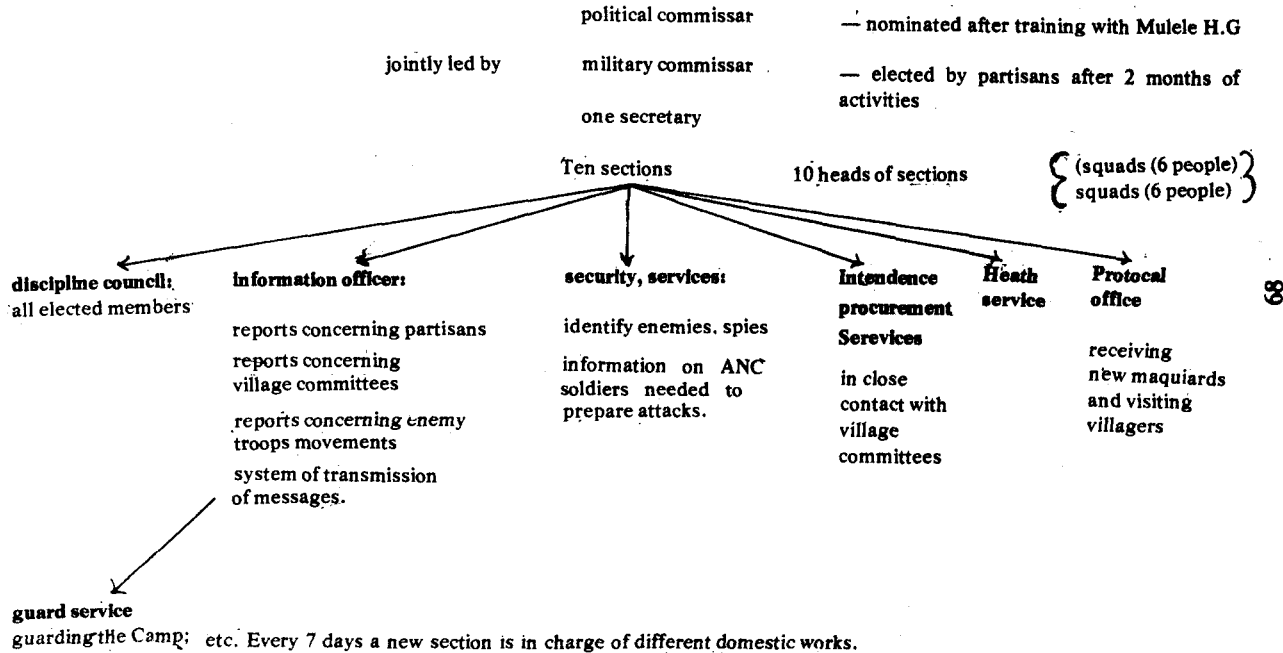 political commissar
— nominated after training with Mulele H.G
jointly led by
military commissar
— elected by partisans after 2 months of
activities
one secretary
Ten sections
10 heads of sections
(squads (6 people)
squads (6 people)
discipline council:
all elected members
information officer:
reports concerning partisans
reports concerning
village committees
reports concerning enemy
troops movements
system of transmission
of messages.
security, services:
identify enemies, spies
information on ANC
soldiers needed to
prepare attacks.
Intendence
procurement
Serevices
in close
contact with
village
committees
Heath
service
Protocal
office
receiving
new maquiards
and visiting
villagers
68
guard service
guarding the Camp; etc. Every 7 days a new section is in charge of different domestic works.